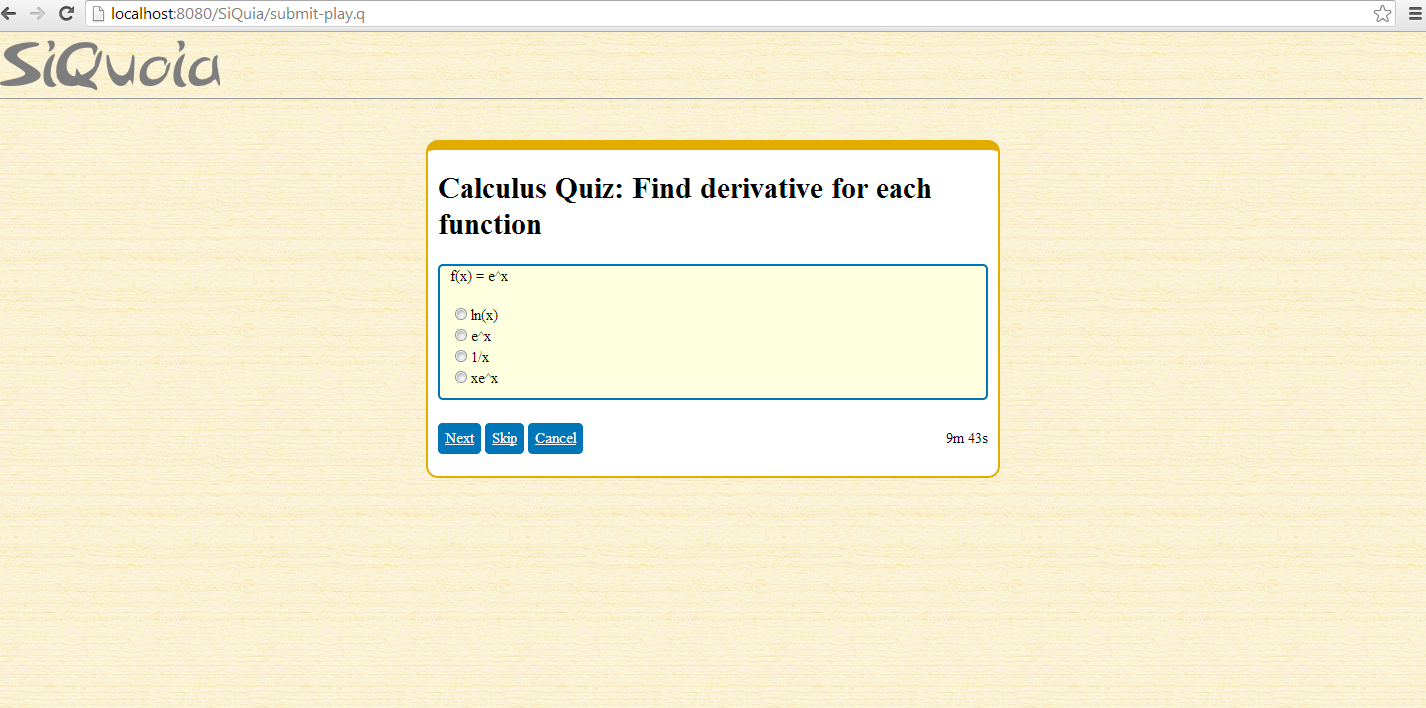 localhost:8080/SiQuia/submit-play.q
SiQuoia
Calculus Quiz: Find derivative for each
function
f(x) = e^x
ln(x)
e^x
1/x
xe^x
Next Skip Cancel 9m 43s